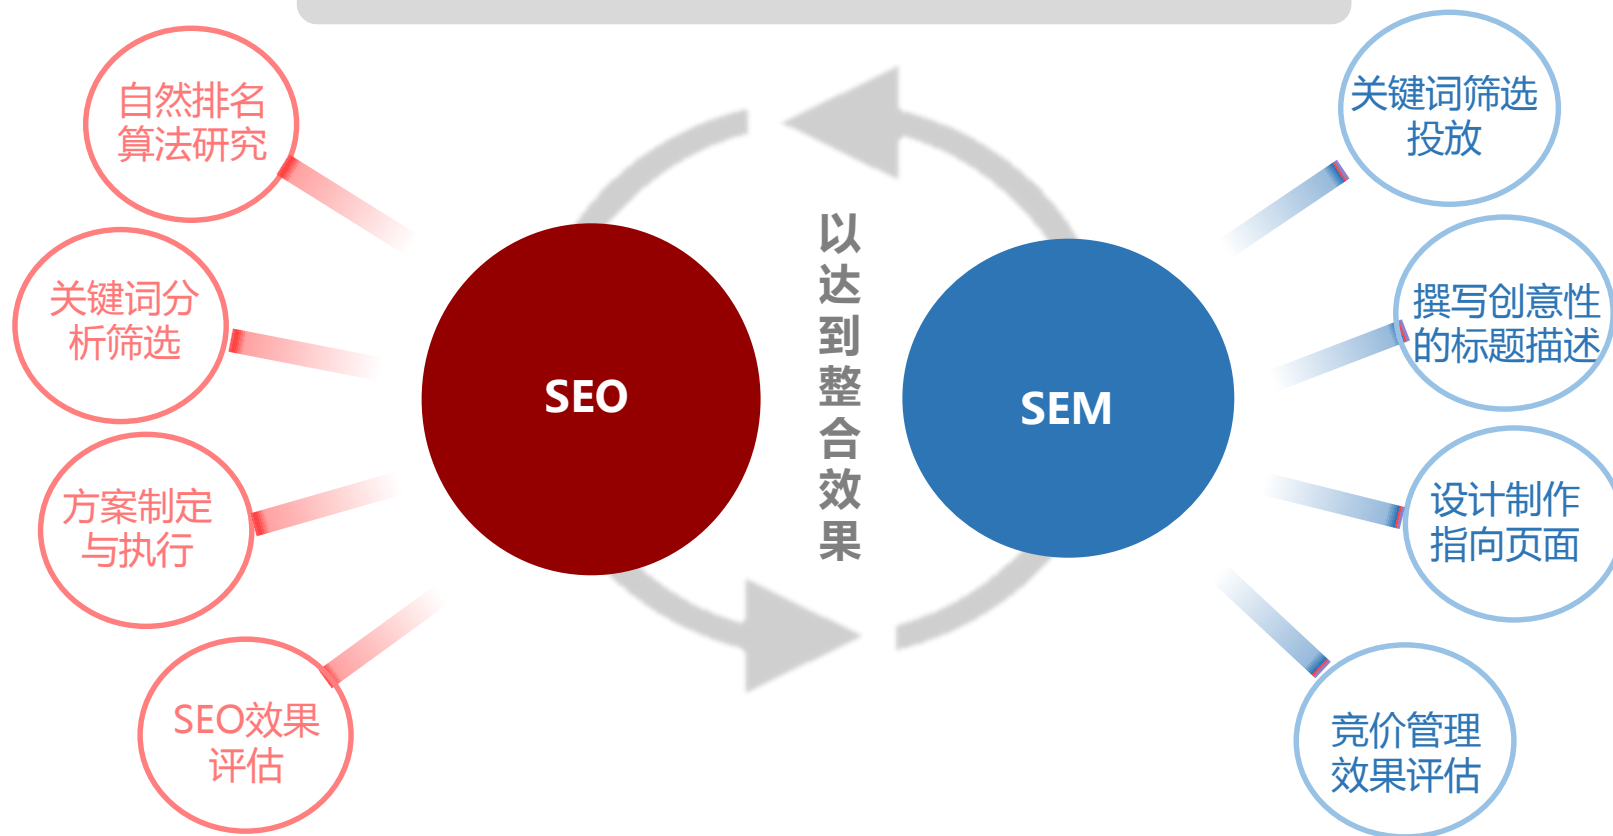 自然排名
算法研究
关键词分
析筛选
方案制定
与执行
SEO效果
评估
SEO
以
达
到
整
合
效
果
SEM
关键词筛选
投放
撰写创意性
的标题描述
设计制作
指向页面
竞价管理
效果评估